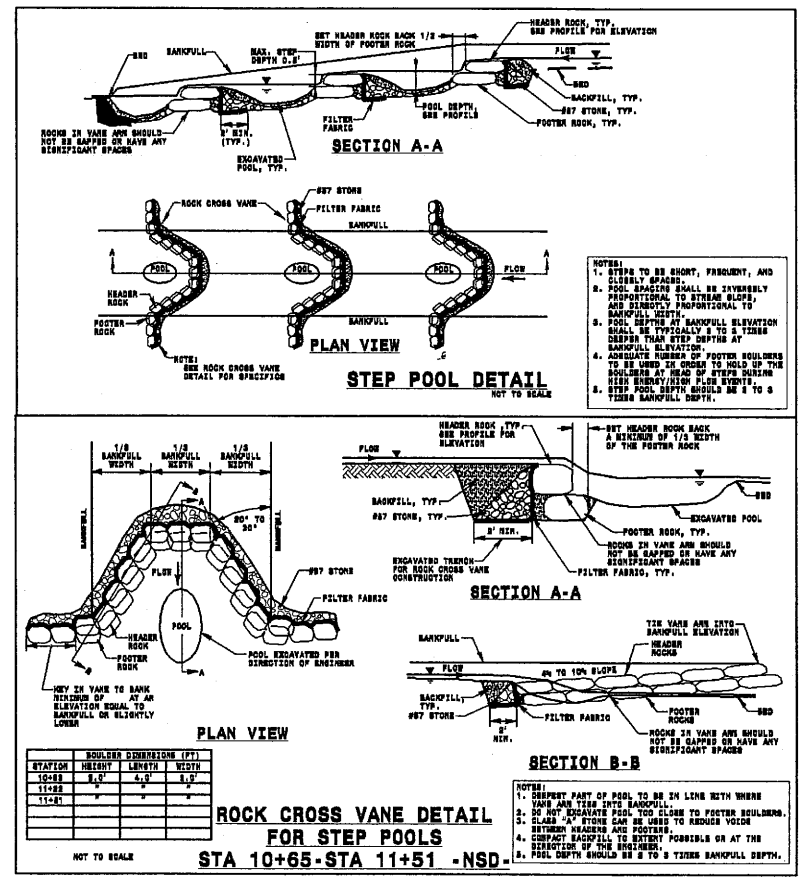 SET HEADER ROCK BACK 1/2
WIDTH OF FOOTER ROCK
HEADER ROCK, TYP.
SEE PROFILE FOR ELEVATION
BED
BANKFULL
MAX. STEP
DEPTH 0.5'
FLOW
BED
BACKFILL, TYP.
#57 STONE, TYP.
FOOTER ROCK, TYP.
POOL DEPTH,
SEE PROFILE
ROCKS IN VANE ARM SHOULD
NOT BE GAPPED OR HAVE ANY
SIGNIFICANT SPACES
2' MIN.
(TYP.)
FILTER
FABRIC
EXCAVATED
POOL, TYP.
SECTION A-A
#57 STONE
ROCK CROSS VANE
FILTER FABRIC
BANKFULL
A
A
POOL
POOL
POOL
FLOW
HEADER
ROCK
FOOTER
ROCK
BANKFULL
PLAN VIEW
NOTE:
SEE ROCK CROSS VANE
DETAIL FOR SPECIFICS
STEP POOL DETAIL
NOT TO SCALE
NOTES:
1. STEPS TO BE SHORT, FREQUENT, AND
CLOSELY SPACED.
2. POOL SPACING SHALL BE INVERSELY
PROPORTIONAL TO STREAM SLOPE,
AND DIRECTLY PROPORTIONAL TO
BANKFULL WIDTH.
3. POOL DEPTHS AT BANKFULL ELEVATION
SHALL BE TYPICALLY 2 TO 3 TIMES
DEEPER THAN STEP DEPTHS AT
BANKFULL ELEVATION.
4. ADEQUATE NUMBER OF FOOTER BOULDERS
TO BE USED IN ORDER TO HOLD UP THE
BOULDERS AT HEAD OF STEPS DURING
HIGH ENERGY/HIGH FLOW EVENTS.
5. STEP POOL DEPTH SHOULD BE 2 TO 3
TIMES BANKFULL DEPTH.
1/3 BANKFULL WIDTH
1/3 BANKFULL WIDTH
1/3 BANKFULL WIDTH
BANKFULL
BANKFULL
B
A
20° TO
30°
FLOW
POOL
#57 STONE
FILTER FABRIC
HEADER
ROCK
FOOTER
ROCK
B
A
POOL EXCAVATED PER
DIRECTION OF ENGINEER
KEY IN VANE TO BANK
MINIMUM OF AT AN
ELEVATION EQUAL TO
BANKFULL OR SLIGHTLY
LOWER
PLAN VIEW
HEADER ROCK, TYP.
SEE PROFILE FOR
ELEVATION
SET HEADER ROCK BACK
A MINIMUM OF 1/3 WIDTH
OF THE FOOTER ROCK
FLOW
BACKFILL, TYP.
#57 STONE, TYP.
BED
EXCAVATED POOL
2' MIN.
FOOTER ROCK, TYP.
ROCKS IN VANE ARM SHOULD
NOT BE GAPPED OR HAVE ANY
SIGNIFICANT SPACES
EXCAVATED TRENCH
FOR ROCK CROSS VANE
CONSTRUCTION
FILTER FABRIC, TYP.
SECTION A-A
TIE VANE ARM INTO
BANKFULL ELEVATION
BANKFULL
HEADER
ROCKS
FLOW
4% TO 10% SLOPE
BACKFILL,
TYP.
#57 STONE
FILTER FABRIC
FOOTER
ROCKS
BED
2'
MIN.
ROCKS IN VANE ARM SHOULD
NOT BE GAPPED OR HAVE ANY
SIGNIFICANT SPACES
SECTION B-B
BOULDER DIMENSIONS (FT)
STATION HEIGHT LENGTH WIDTH
4.0'
11+22 " " "
11+51 " " "
NOT TO SCALE
ROCK CROSS VANE DETAIL
FOR STEP POOLS
STA 10+65-STA 11+51 -NSD-
NOTES:
1. DEEPEST PART OF POOL TO BE IN LINE WITH WHERE
VANE ARM TIES INTO BANKFULL.
2. DO NOT EXCAVATE POOL TOO CLOSE TO FOOTER BOULDERS.
3. CLASS "A" STONE CAN BE USED TO REDUCE VOIDS
BETWEEN HEADERS AND FOOTERS.
4. COMPACT BACKFILL TO EXTENT POSSIBLE OR AT THE
DIRECTION OF THE ENGINEER.
5. POOL DEPTH SHOULD BE 2 TO 3 TIMES BANKFULL DEPTH.